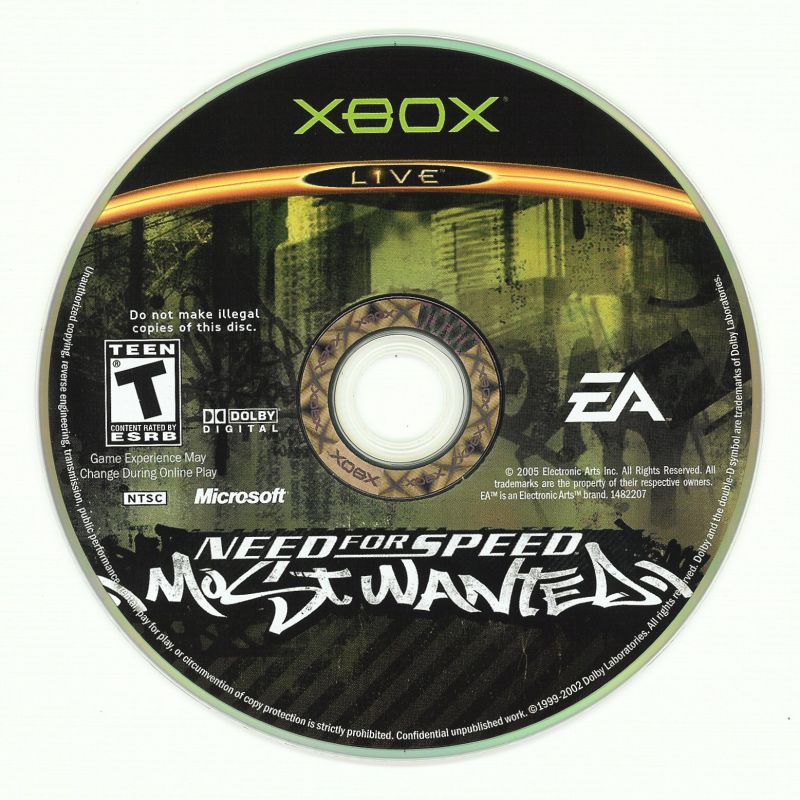 XBOX®
LIVE™
Do not make illegal
copies of this disc.
TEEN
T
CONTENT RATED BY
ESRB
DOLBY
DIGITAL
Game Experience May
Change During Online Play
NTSC
Microsoft
EA™
© 2005 Electronic Arts Inc. All Rights Reserved. All
trademarks are the property of their respective owners.
EA™ is an Electronic Arts™ brand. 1482207
XBOX
NEED FOR SPEED
MOST WANTED
Unauthorized copying, reverse engineering, transmission, public performance, rental, pay for play, or circumvention of copy protection is strictly prohibited. Confidential unpublished work. ©1999-2002 Dolby Laboratories. All rights reserved. Dolby and the double-D symbol are trademarks of Dolby Laboratories.